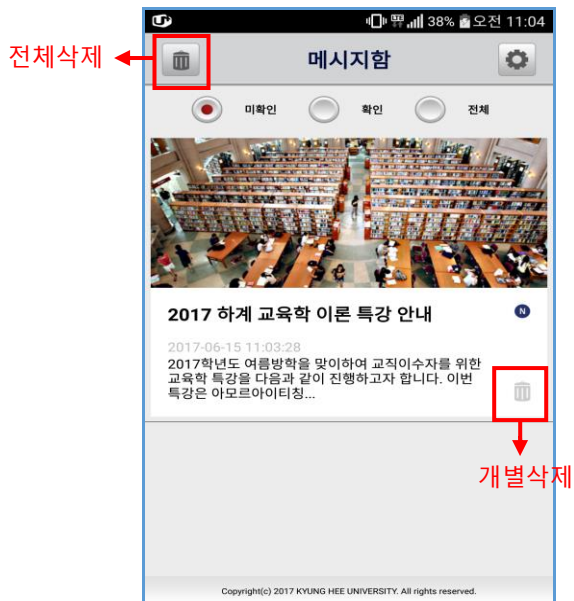 38% 오전 11:04
전체삭제
메시지함
미확인 확인 전체
2017 하계 교육학 이론 특강 안내
N
2017-06-15 11:03:28
2017학년도 여름방학을 맞이하여 교직이수자를 위한
교육학 특강을 다음과 같이 진행하고자 합니다. 이번
특강은 아모르아이티칭...
개별삭제
Copyright(c) 2017 KYUNG HEE UNIVERSITY. All rights reserved.